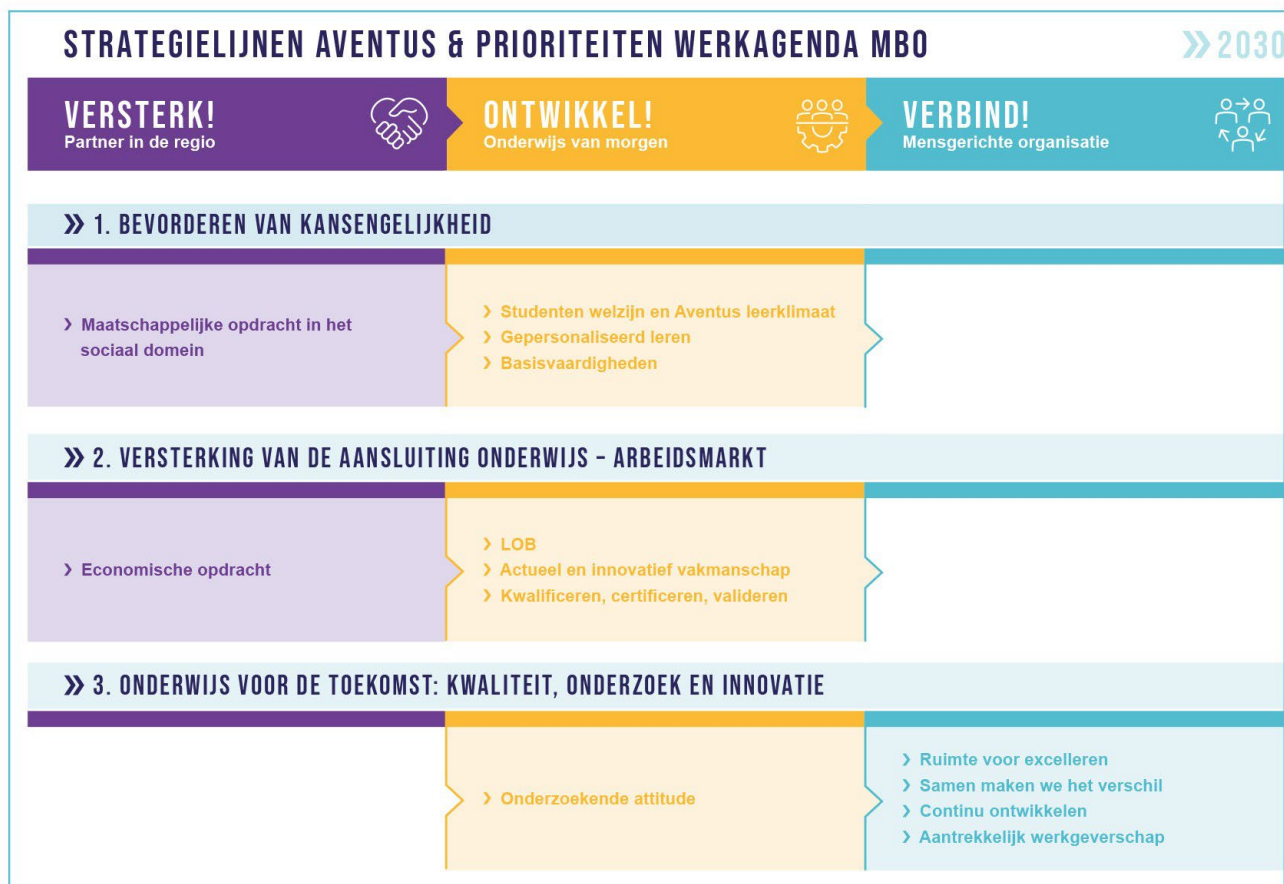 STRATEGIELIJNEN AVENTUS & PRIORITEITEN WERKAGENDA MBO
» 2030
VERSTERK!
Partner in de regio
ONTWIKKEL!
Onderwijs van morgen
VERBIND!
Mensgerichte organisatie
» 1. BEVORDEREN VAN KANSENGELIJKHEID
› Maatschappelijke opdracht in het
sociaal domein
› Studenten welzijn en Aventus leerklimaat
› Gepersonaliseerd leren
› Basisvaardigheden
» 2. VERSTERKING VAN DE AANSLUITING ONDERWIJS – ARBEIDSMARKT
› Economische opdracht
› LOB
› Actueel en innovatief vakmanschap
› Kwalificeren, certificeren, valideren
» 3. ONDERWIJS VOOR DE TOEKOMST: KWALITEIT, ONDERZOEK EN INNOVATIE
› Onderzoekende attitude
› Ruimte voor excelleren
› Samen maken we het verschil
› Continu ontwikkelen
› Aantrekkelijk werkgeverschap